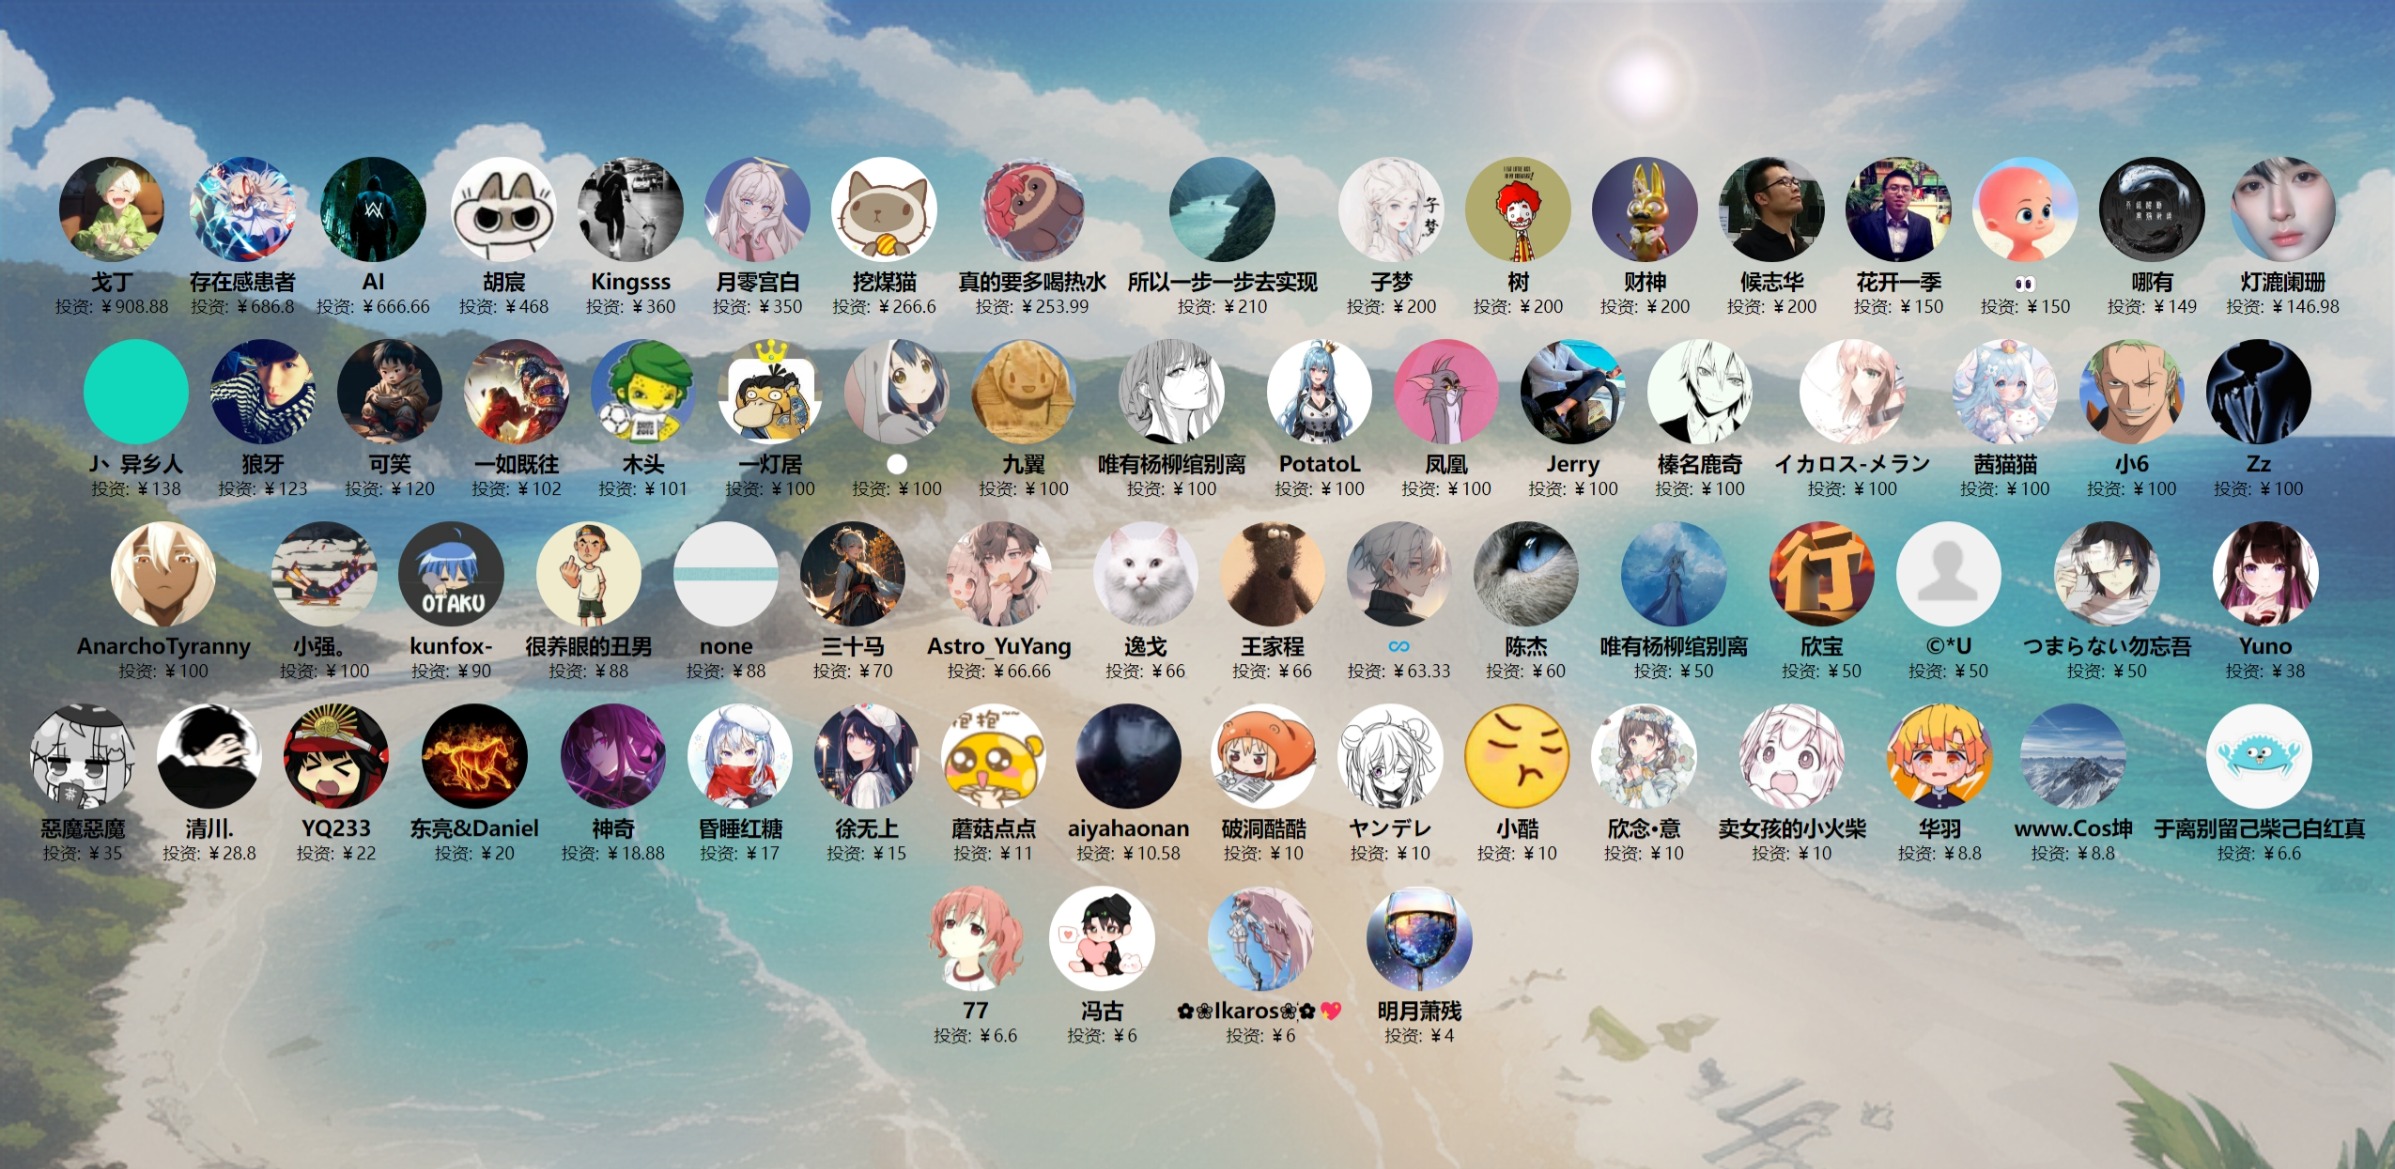 戈丁 存在感患者 AI 胡宸 Kingsss 月零宫白 挖煤猫 真的要多喝热水 所以一步一步去实现 子梦 树 财神 候志华 花开一季 👀 哪有 灯漉阑珊
投资: ¥908.88 投资: ¥686.8 投资: ¥666.66 投资: ¥468 投资: ¥360 投资: ¥350 投资: ¥266.6 投资: ¥253.99 投资: ¥210 投资: ¥200 投资: ¥200 投资: ¥200 投资: ¥200 投资: ¥150 投资: ¥150 投资: ¥149 投资: ¥146.98
子梦
J、异乡人 狼牙 可笑 一如既往 木头 一灯居 九翼 唯有杨柳绾别离 PotatoL 凤凰 Jerry 榛名鹿奇 イカロス-メラン 茜猫猫 小6 Zz
投资: ¥138 投资: ¥123 投资: ¥120 投资: ¥102 投资: ¥101 投资: ¥100 投资: ¥100 投资: ¥100 投资: ¥100 投资: ¥100 投资: ¥100 投资: ¥100 投资: ¥100 投资: ¥100 投资: ¥100 投资: ¥100 投资: ¥100
OTAKU
行
AnarchoTyranny 小强。 kunfox- 很养眼的丑男 none 三十马 Astro_YuYang 逸戈 王家程 ∞ 陈杰 唯有杨柳绾别离 欣宝 ©*U つまらない勿忘吾 Yuno
投资: ¥100 投资: ¥100 投资: ¥90 投资: ¥88 投资: ¥88 投资: ¥70 投资: ¥66.66 投资: ¥66 投资: ¥66 投资: ¥63.33 投资: ¥60 投资: ¥50 投资: ¥50 投资: ¥50 投资: ¥50 投资: ¥38
抱抱~~
惡魔惡魔 清川. YQ233 东亮&Daniel 神奇 昏睡红糖 徐无上 蘑菇点点 aiyahaonan 破洞酷酷 ヤンデレ 小酷 欣念•意 卖女孩的小火柴 华羽 www.Cos坤 于离别留己柴己白红真
投资: ¥35 投资: ¥28.8 投资: ¥22 投资: ¥20 投资: ¥18.88 投资: ¥17 投资: ¥15 投资: ¥11 投资: ¥10.58 投资: ¥10 投资: ¥10 投资: ¥10 投资: ¥10 投资: ¥10 投资: ¥8.8 投资: ¥8.8 投资: ¥6.6
77 冯古 ✿❀Ikaros❀✿💖 明月萧残
投资: ¥6.6 投资: ¥6 投资: ¥6 投资: ¥4